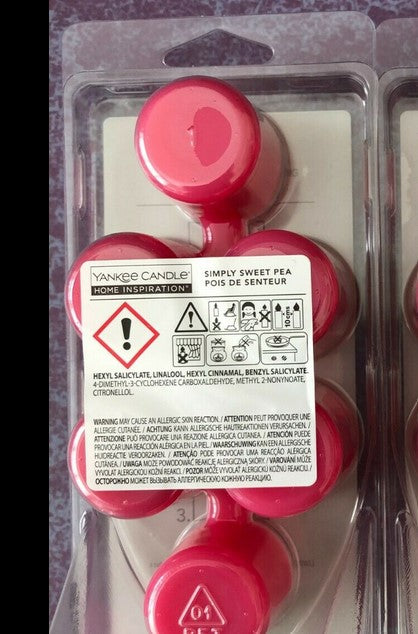 YANKEE CANDLE®
HOME INSPIRATION®
SIMPLY SWEET PEA
POIS DE SENTEUR
10cms
HEXYL SALICYLATE, LINALOOL, HEXYL CINNAMAL, BENZYL SALICYLATE.
4-DIMETHYL-3-CYCLOHEXENE CARBOXALDEHYDE, METHYL 2-NONYNOATE,
CITRONELLOL.
WARNING MAY CAUSE AN ALLERGIC SKIN REACTION. / ATTENTION PEUT PROVOQUER UNE
ALLERGIE CUTANÉE. / ACHTUNG KANN ALLERGISCHE HAUTREAKTIONEN VERURSACHEN. /
ATTENZIONE PUÒ PROVOCARE UNA REAZIONE ALLERGICA CUTANEA. / ATENCIÓN PUEDE
PROVOCAR UNA REACCIÓN ALÉRGICA EN LA PIEL. / WAARSCHUWING KAN EEN ALLERGISCHE
HUIDREACTIE VEROORZAKEN. / ATENÇÃO PODE PROVOCAR UMA REACÇÃO ALÉRGICA
CUTÂNEA. / UWAGA MOŻE POWODOWAĆ REAKCJĘ ALERGICZNĄ SKÓRY. / VAROVÁNÍ MŮŽE
VYVOLAT ALERGICKOU KOŽNÍ REAKCI. / POZOR MÔŽE VYVOLAŤ ALERGICKÚ KOŽNÚ REAKCIU. /
ОСТОРОЖНО МОЖЕТ ВЫЗЫВАТЬ АЛЛЕРГИЧЕСКУЮ КОЖНУЮ РЕАКЦИЮ.
3.
01
PET